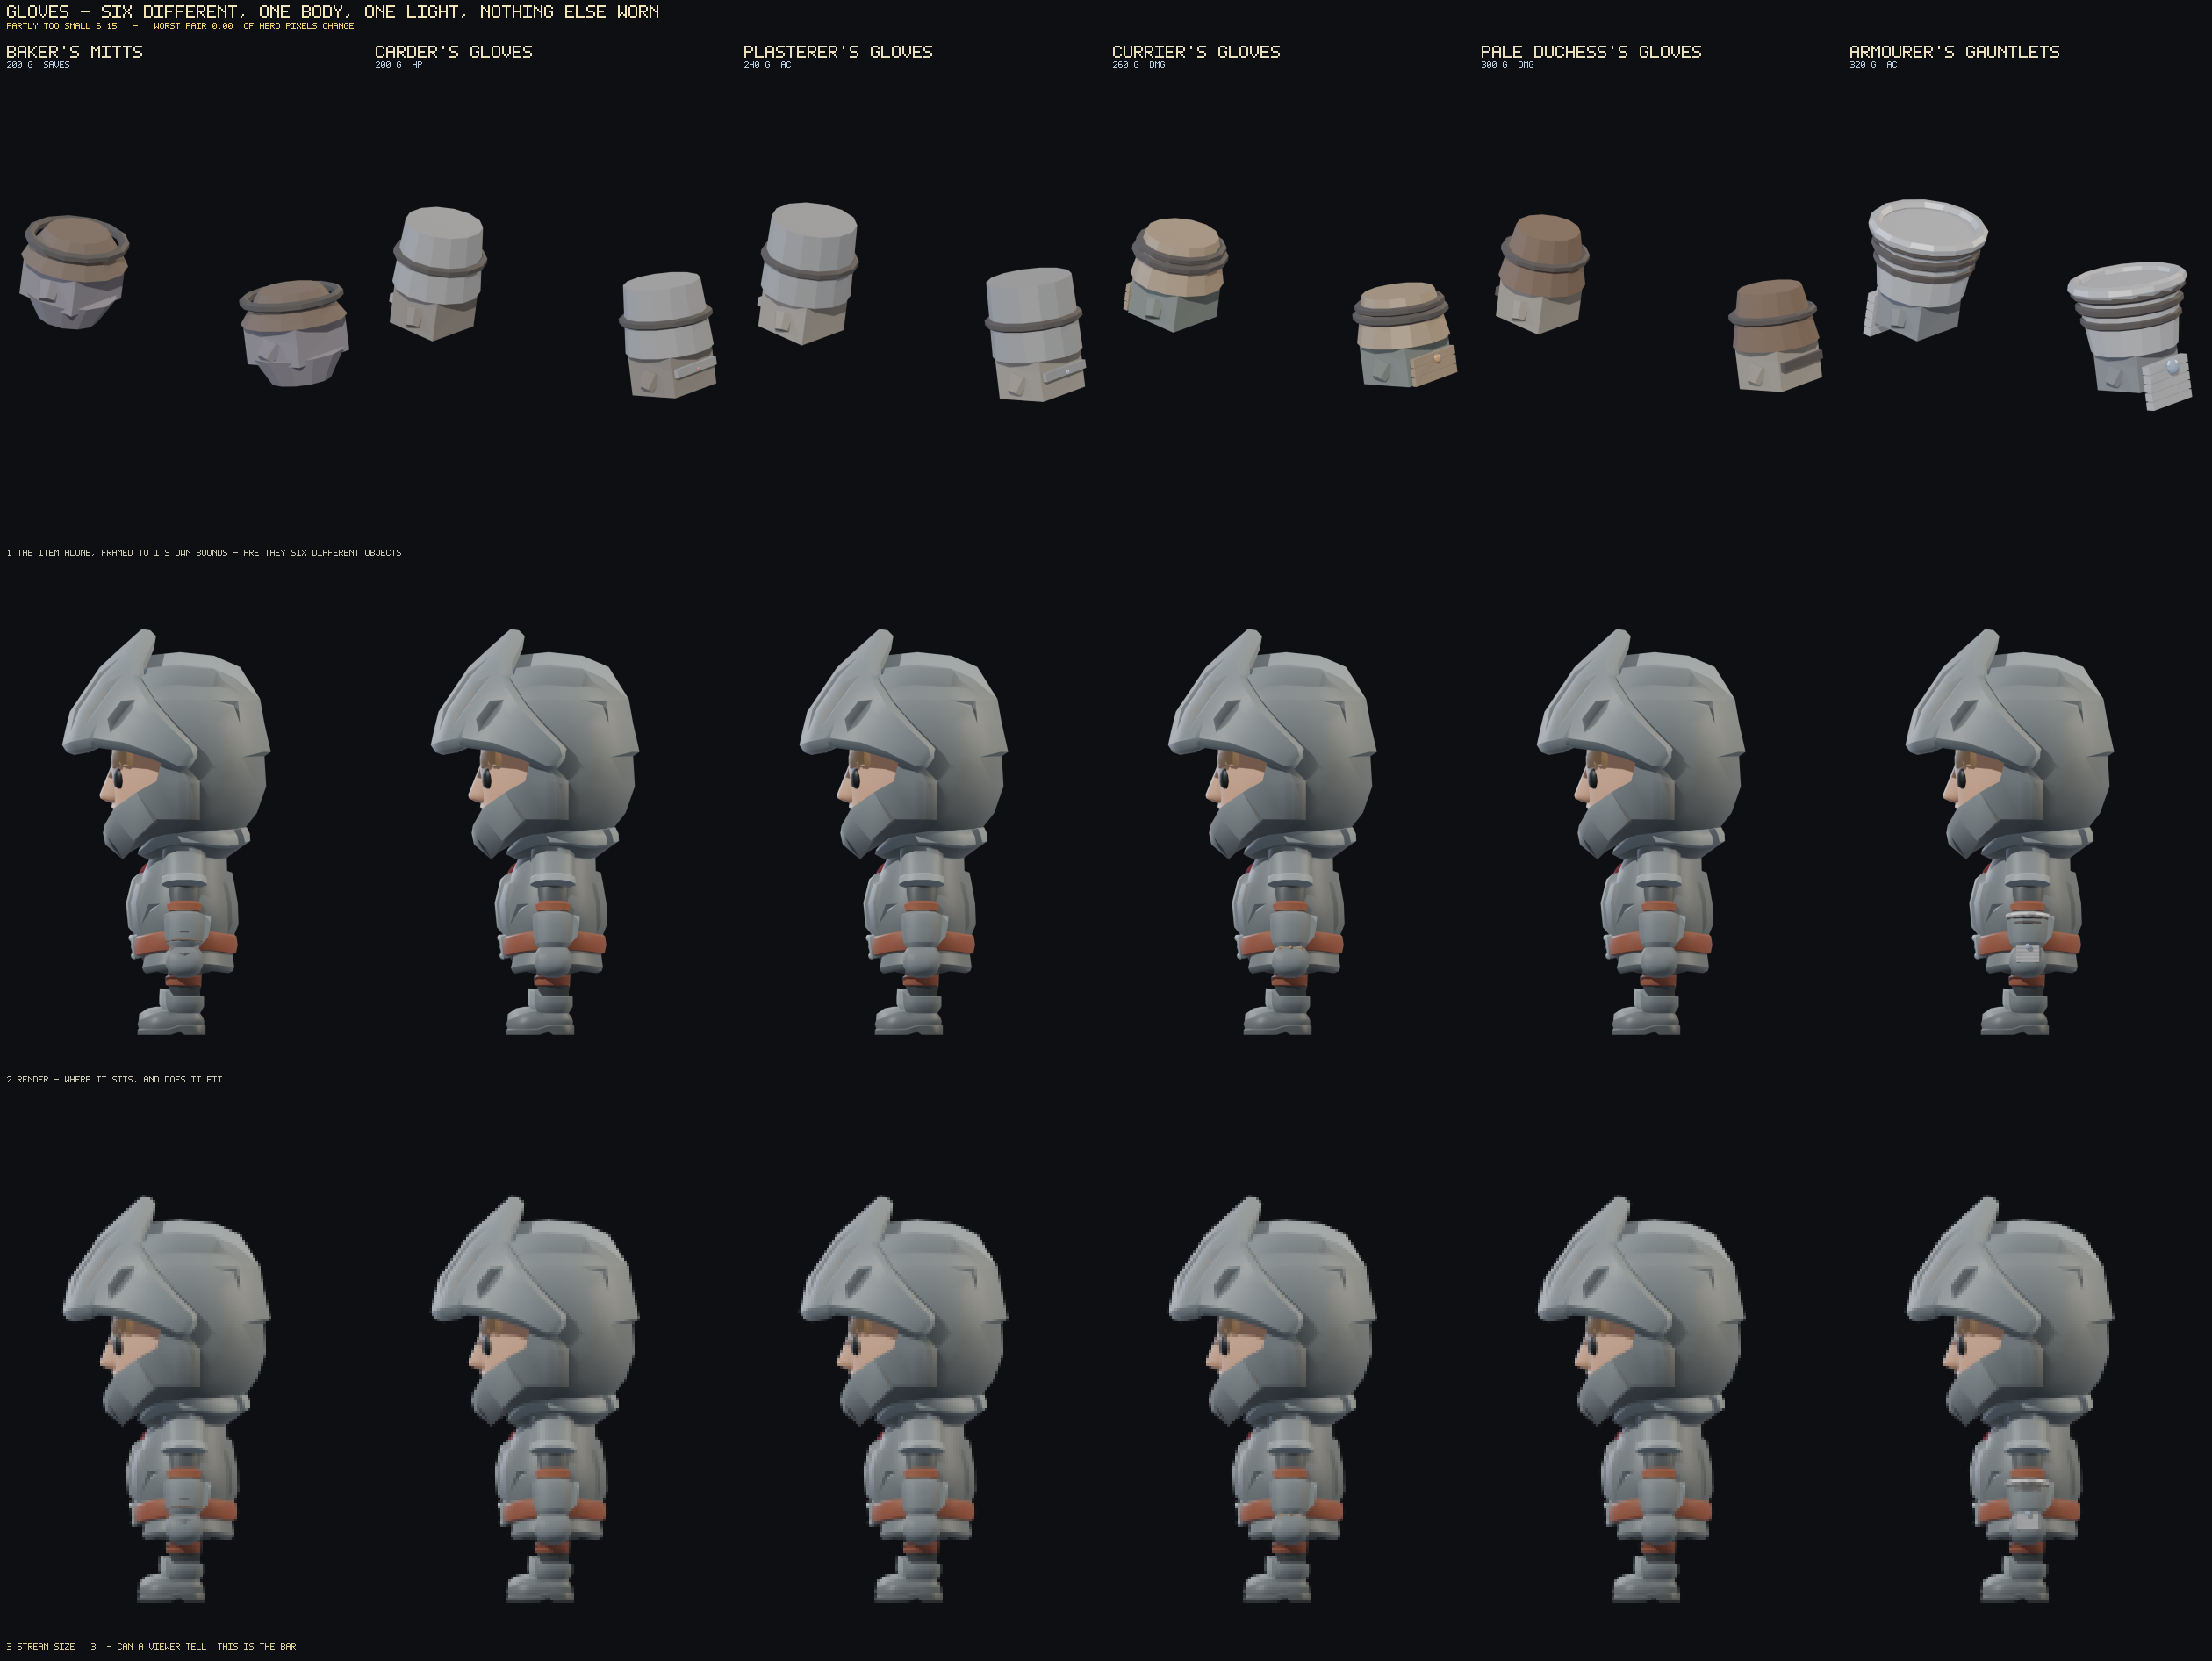 GLOVES — SIX DIFFERENT, ONE BODY, ONE LIGHT, NOTHING ELSE WORN
PARTLY TOO SMALL 6 15 — WORST PAIR 0.00 OF HERO PIXELS CHANGE
BAKER'S MITTS
200 G SAVES
CARDER'S GLOVES
200 G HP
PLASTERER'S GLOVES
240 G AC
CURRIER'S GLOVES
260 G DMG
PALE DUCHESS'S GLOVES
300 G DMG
ARMOURER'S GAUNTLETS
320 G AC
1 THE ITEM ALONE, FRAMED TO ITS OWN BOUNDS — ARE THEY SIX DIFFERENT OBJECTS
2 RENDER — WHERE IT SITS, AND DOES IT FIT
3 STREAM SIZE 3 — CAN A VIEWER TELL THIS IS THE BAR